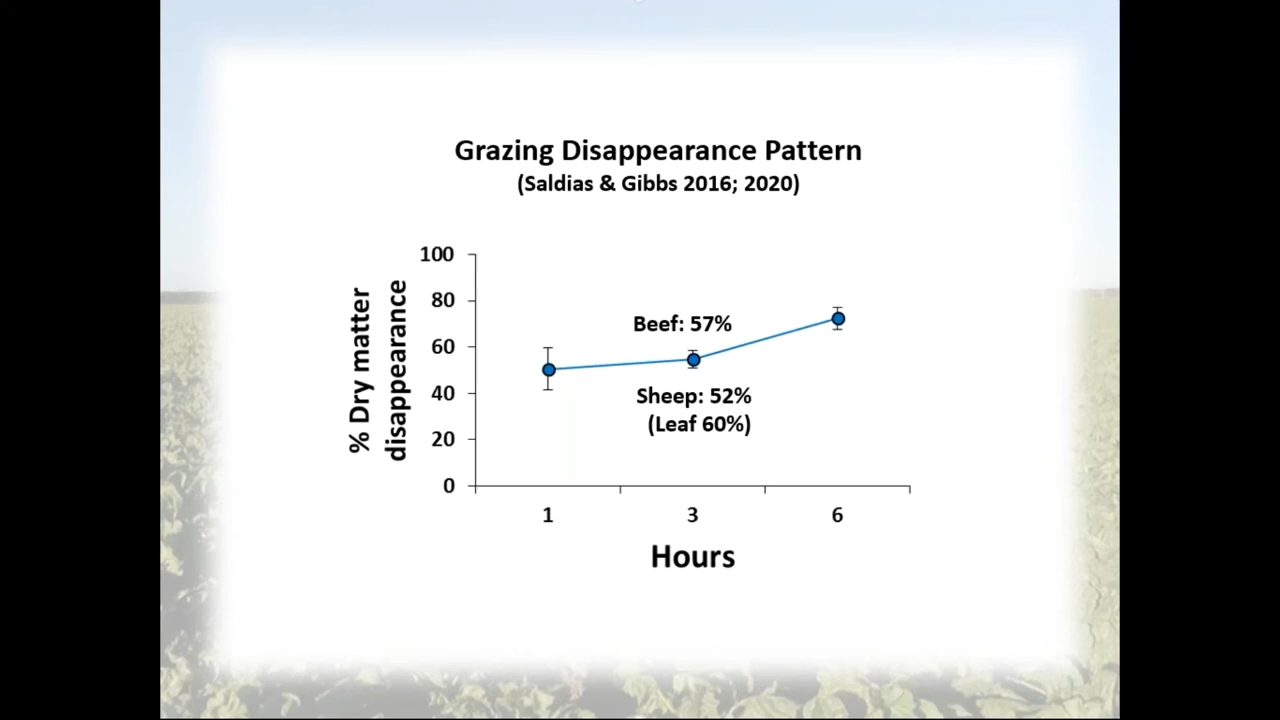 Grazing Disappearance Pattern
(Saldias & Gibbs 2016; 2020)
% Dry matter
disappearance
100
80
60
40
20
0
Beef: 57%
Sheep: 52%
(Leaf 60%)
1 3 6
Hours